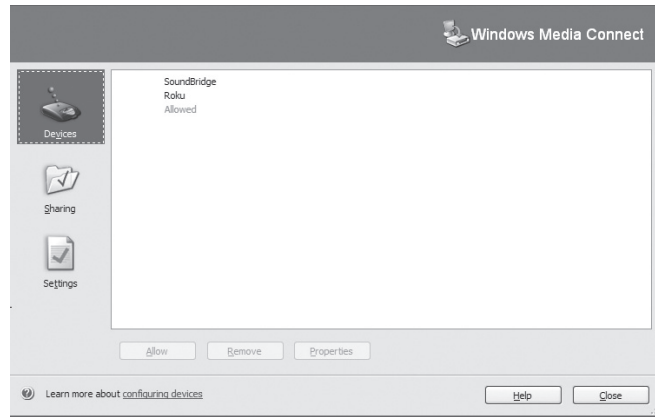 Windows Media Connect
Devices
Sharing
Settings
SoundBridge
Roku
Allowed
Allow
Remove
Properties
Learn more about configuring devices
Help
Close